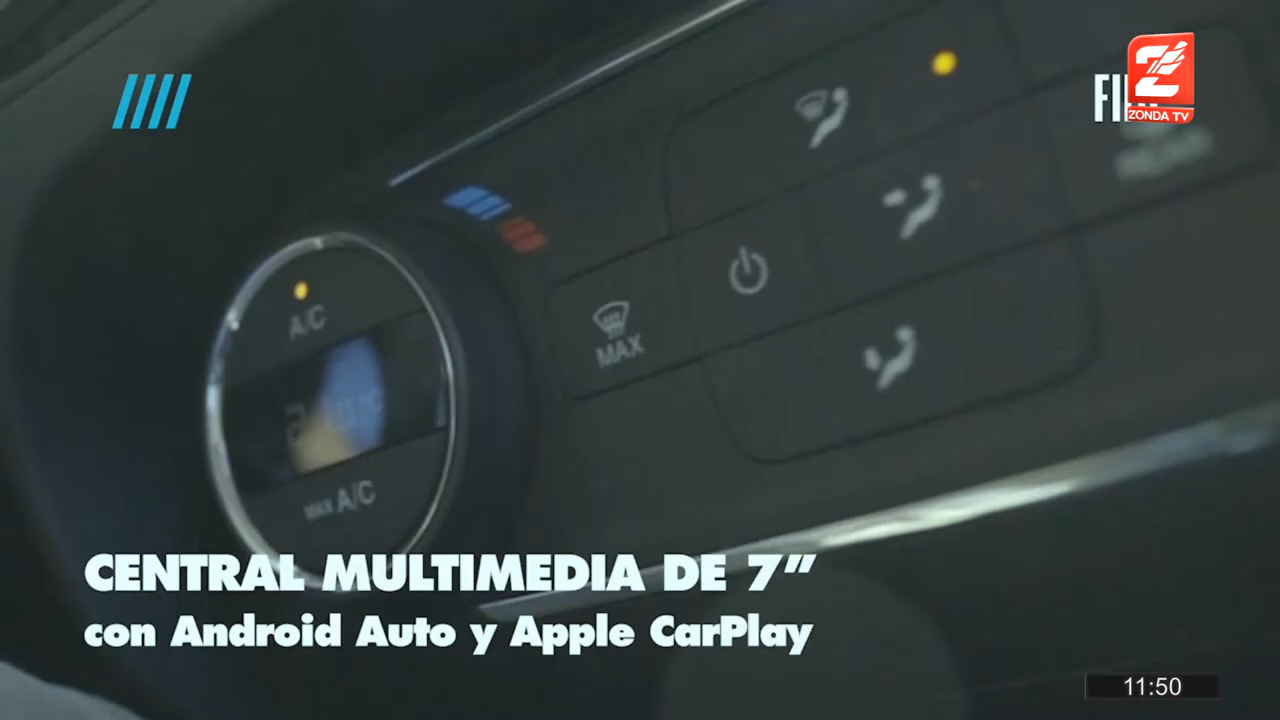 ZONDA TV
A/C
MAX
MAX A/C
CENTRAL MULTIMEDIA DE 7”
con Android Auto y Apple CarPlay
11:50